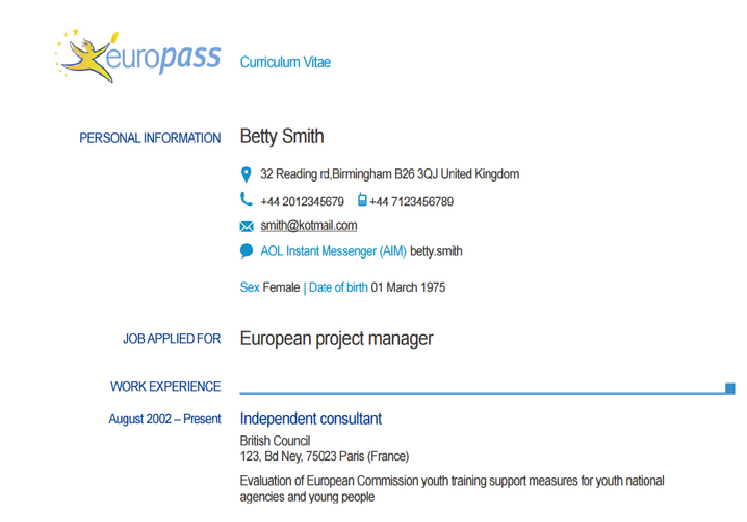 europass Curriculum Vitae
PERSONAL INFORMATION Betty Smith
32 Reading rd,Birmingham B26 3QJ United Kingdom
+44 2012345679 +44 7123456789
smith@kotmail.com
AOL Instant Messenger (AIM) betty.smith
Sex Female | Date of birth 01 March 1975
JOB APPLIED FOR European project manager
WORK EXPERIENCE
August 2002 – Present Independent consultant
British Council
123, Bd Ney, 75023 Paris (France)
Evaluation of European Commission youth training support measures for youth national
agencies and young people